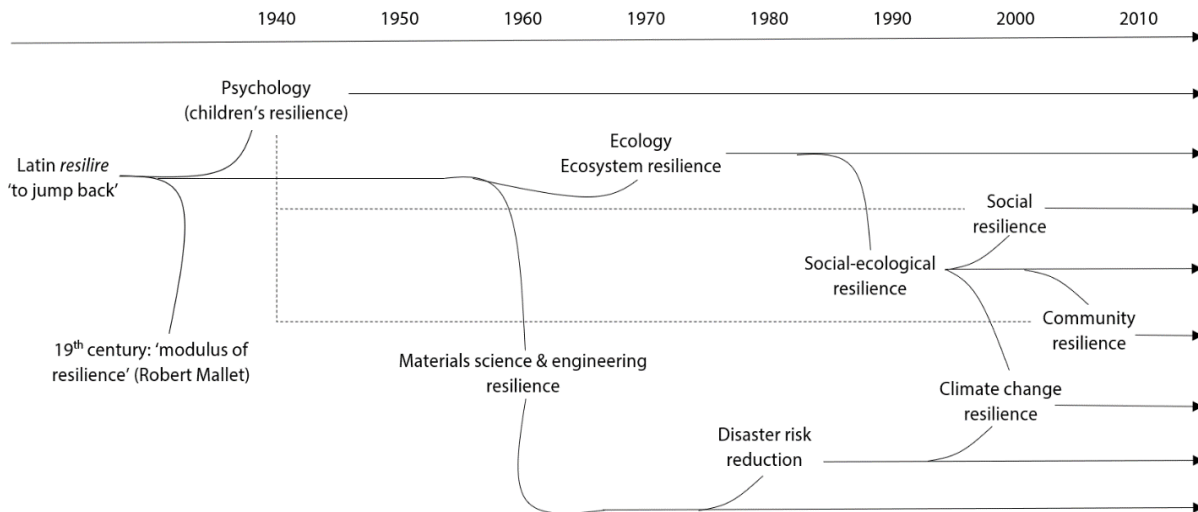 1940 1950 1960 1970 1980 1990 2000 2010
Psychology
(children's resilience)
Latin resilire
'to jump back'
Ecology
Ecosystem resilience
Social
resilience
Social-ecological
resilience
Community
resilience
19th century: 'modulus of
resilience' (Robert Mallet)
Materials science & engineering
resilience
Climate change
resilience
Disaster risk
reduction